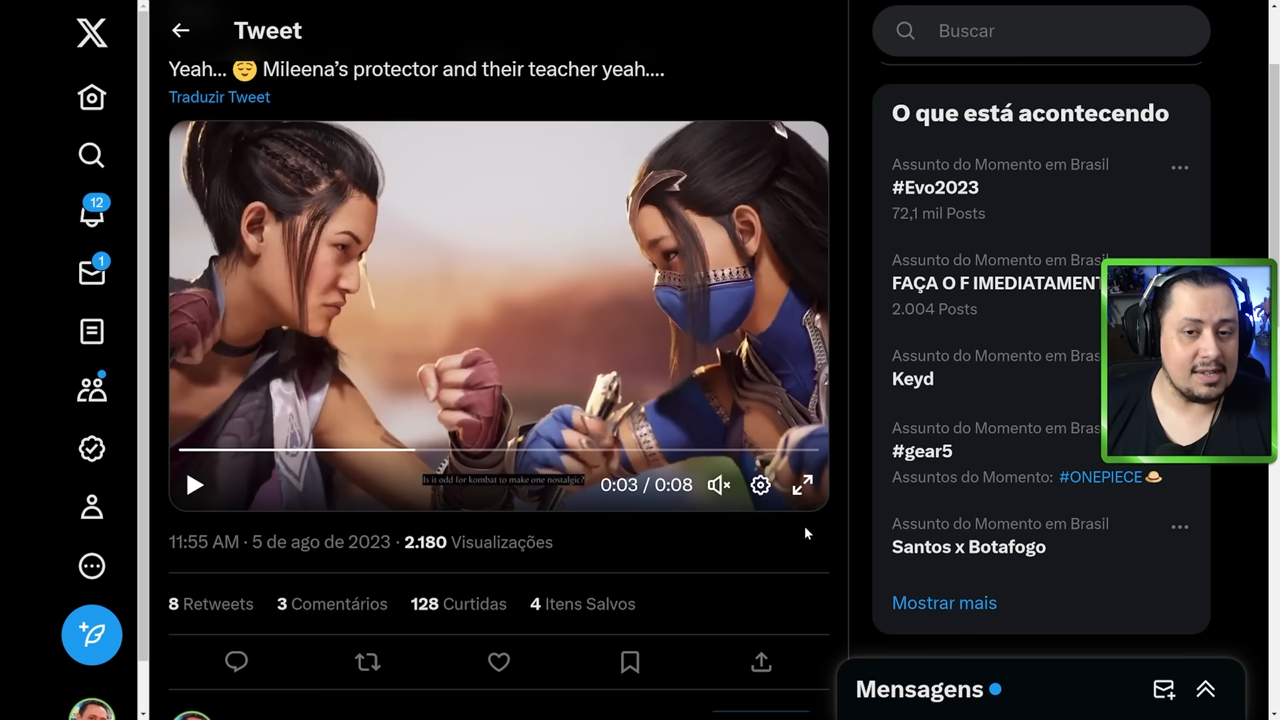 Tweet
Yeah... 😌 Mileena's protector and their teacher yeah....
Traduzir Tweet
Is it odd for kombat to make one nostalgic?
0:03 / 0:08
11:55 AM · 5 de ago de 2023 · 2.180 Visualizações
8 Retweets 3 Comentários 128 Curtidas 4 Itens Salvos
12
1
Buscar
O que está acontecendo
Assunto do Momento em Brasil
#Evo2023
72,1 mil Posts
Assunto do Momento em Brasil
FAÇA O F IMEDIATAMENT
2.004 Posts
Assunto do Momento em Bras
Keyd
Assunto do Momento em Bras
#gear5
Assuntos do Momento: #ONEPIECE
Assunto do Momento em Brasil
Santos x Botafogo
Mostrar mais
Mensagens